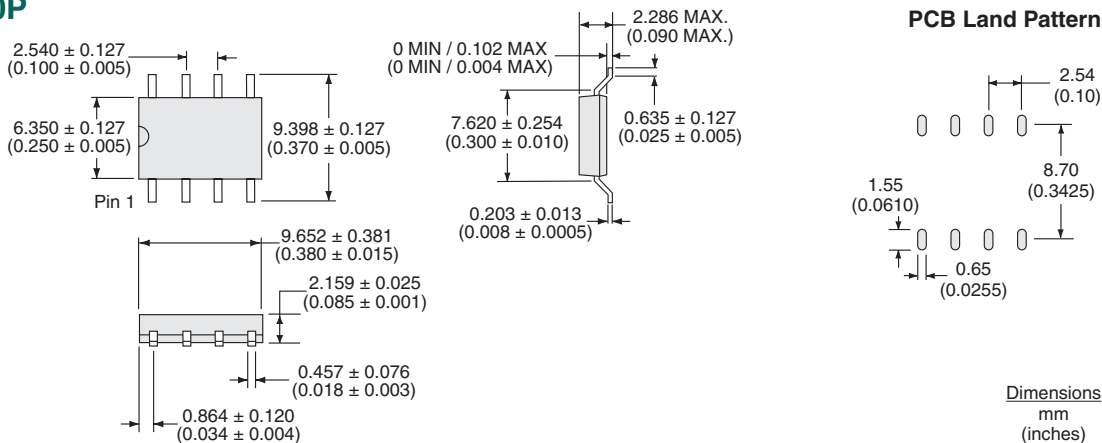 0P
2.540 ± 0.127
(0.100 ± 0.005)
6.350 ± 0.127
(0.250 ± 0.005)
9.398 ± 0.127
(0.370 ± 0.005)
Pin 1
9.652 ± 0.381
(0.380 ± 0.015)
2.159 ± 0.025
(0.085 ± 0.001)
0.457 ± 0.076
(0.018 ± 0.003)
0.864 ± 0.120
(0.034 ± 0.004)
2.286 MAX.
(0.090 MAX.)
0 MIN / 0.102 MAX
(0 MIN / 0.004 MAX)
7.620 ± 0.254
(0.300 ± 0.010)
0.635 ± 0.127
(0.025 ± 0.005)
0.203 ± 0.013
(0.008 ± 0.0005)
PCB Land Pattern
2.54
(0.10)
8.70
(0.3425)
1.55
(0.0610)
0.65
(0.0255)
Dimensions
mm
(inches)